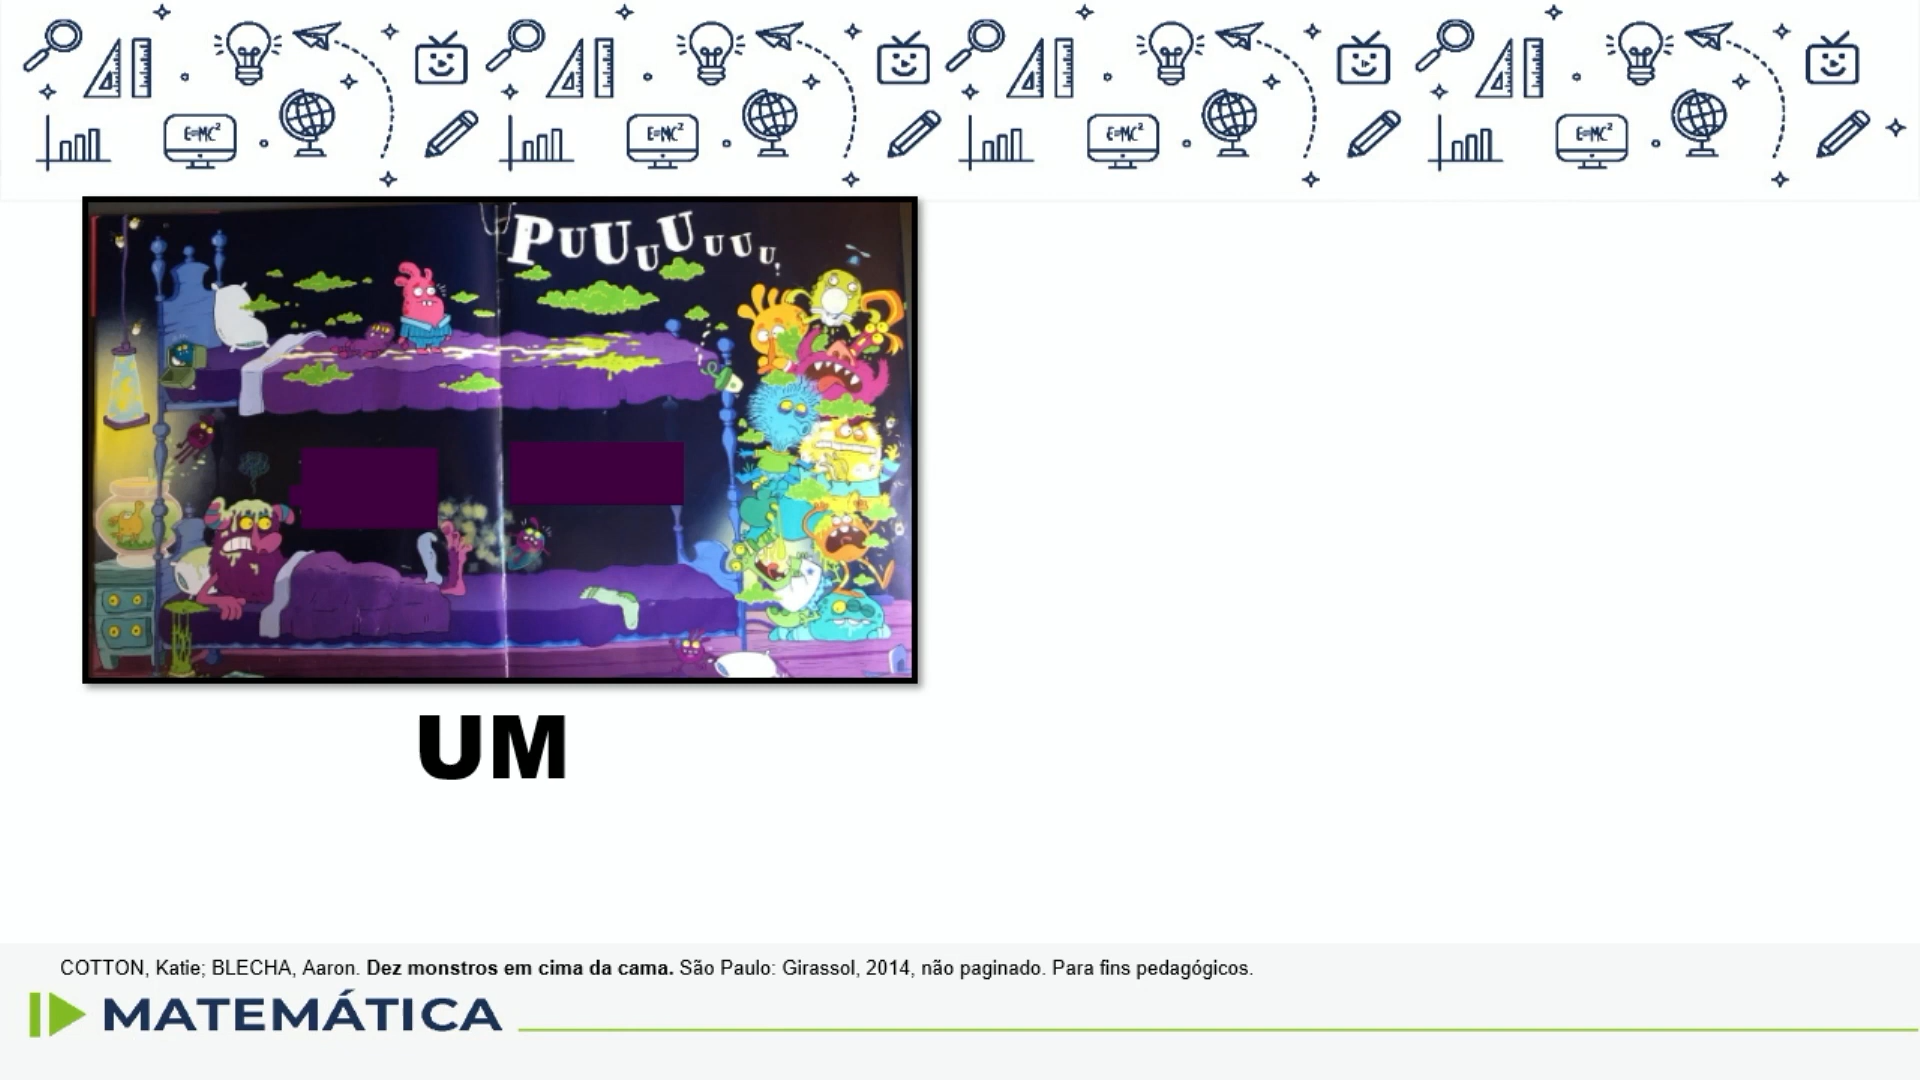 E=MC²
E=MC²
E=MC²
E=MC²
PUUUUUUU!
UM
COTTON, Katie; BLECHA, Aaron. Dez monstros em cima da cama. São Paulo: Girassol, 2014, não paginado. Para fins pedagógicos.
MATEMÁTICA